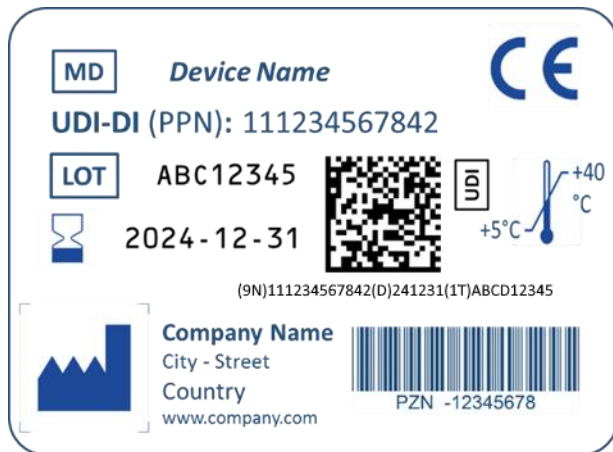 MD Device Name CE
UDI-DI (PPN): 111234567842
LOT ABC12345
UDI
+40
°C
+5°C
2024-12-31
(9N)111234567842(D)241231(1T)ABCD12345
Company Name
City - Street
Country
www.company.com
PZN -12345678